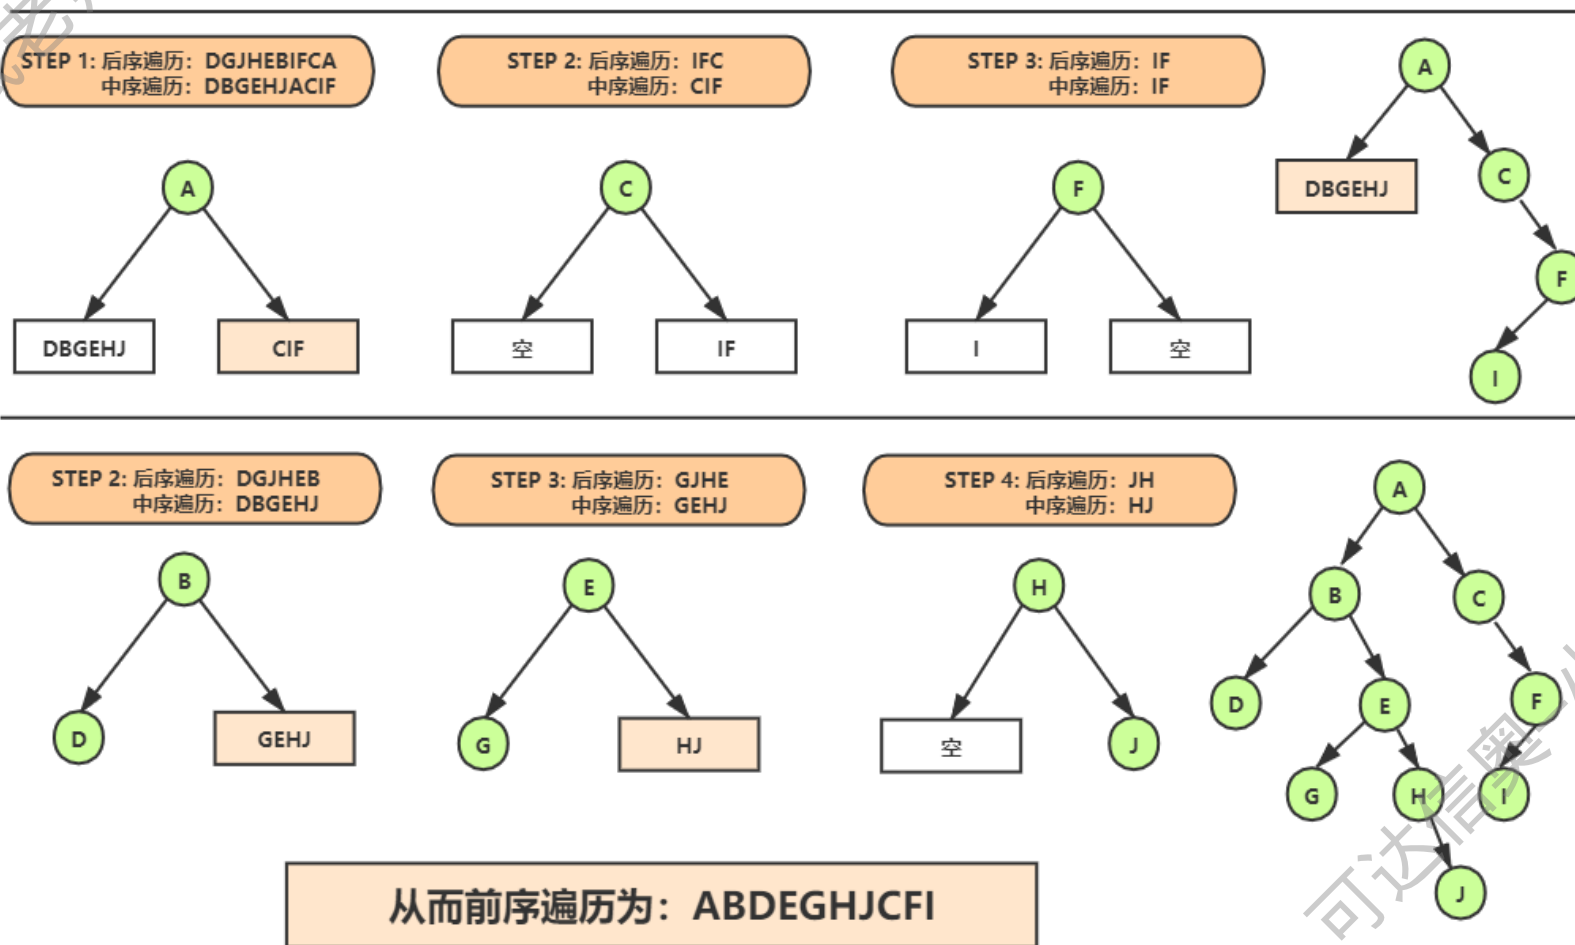 STEP 1: 后序遍历：DGJHEBIFCA
中序遍历：DBGEHJACIF
A
DBGEHJ
CIF
STEP 2: 后序遍历：IFC
中序遍历：CIF
C
空
IF
STEP 3: 后序遍历：IF
中序遍历：IF
F
I
空
A
DBGEHJ
C
F
I
STEP 2: 后序遍历：DGJHEB
中序遍历：DBGEHJ
B
D
GEHJ
STEP 3: 后序遍历：GJHE
中序遍历：GEHJ
E
G
HJ
STEP 4: 后序遍历：JH
中序遍历：HJ
H
空
J
A
B
C
D
E
F
G
H
I
J
从而前序遍历为：ABDEGHJCFI
可达信奥